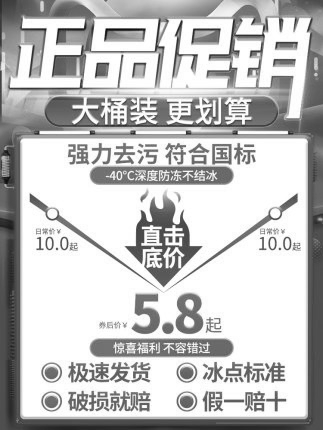 正品促销
大桶装 更划算
强力去污 符合国标
-40℃深度防冻不结冰
日常价¥
10.0起
日常价¥
10.0起
直击
底价
券后价¥ 5.8起
惊喜福利 不容错过
极速发货 冰点标准
破损就赔 假一赔十